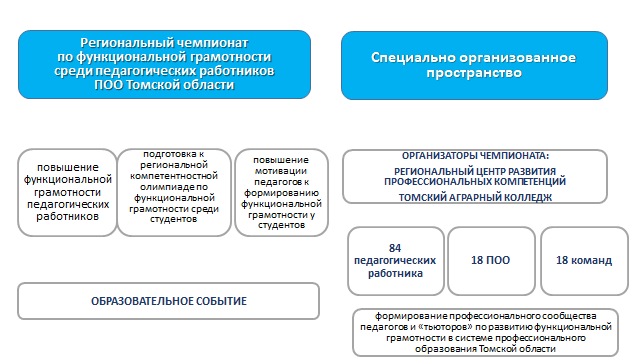 Региональный чемпионат
по функциональной грамотности
среди педагогических работников
ПОО Томской области
Специально организованное
пространство
повышение
функциональной
грамотности
педагогических
работников
подготовка к
региональной
компетентностной
олимпиаде по
функциональной
грамотности среди
студентов
повышение
мотивации
педагогов к
формированию
функциональной
грамотности у
студентов
ОРГАНИЗАТОРЫ ЧЕМПИОНАТА:
РЕГИОНАЛЬНЫЙ ЦЕНТР РАЗВИТИЯ
ПРОФЕССИОНАЛЬНЫХ КОМПЕТЕНЦИЙ
ТОМСКИЙ АГРАРНЫЙ КОЛЛЕДЖ
84
педагогических
работника
18 ПОО
18 команд
ОБРАЗОВАТЕЛЬНОЕ СОБЫТИЕ
формирование профессионального сообщества
педагогов и «тьюторов» по развитию функциональной
грамотности в системе профессионального
образования Томской области